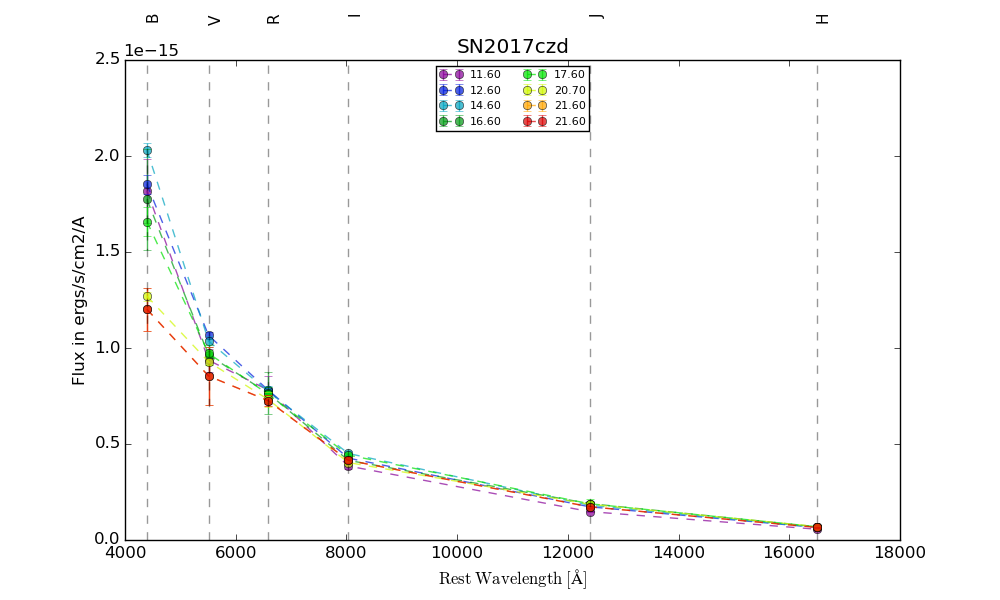 B V R I J H
SN2017czd
1e−15
2.5
2.0
1.5
1.0
0.5
0.0
Flux in ergs/s/cm2/A
11.60 17.60
12.60 20.70
14.60 21.60
16.60 21.60
4000 6000 8000 10000 12000 14000 16000 18000
Rest Wavelength [Å]